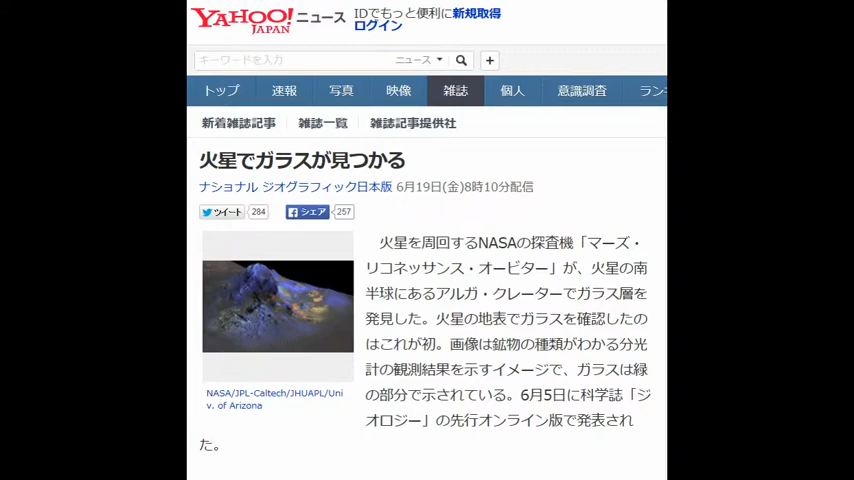 YAHOO! JAPAN ニュース IDでもっと便利に新規取得
ログイン
キーワードを入力 ニュース
トップ 速報 写真 映像 雑誌 個人 意識調査 ラン
新着雑誌記事 雑誌一覧 雑誌記事提供社
火星でガラスが見つかる
ナショナル ジオグラフィック日本版 6月19日(金)8時10分配信
ツイート 284 シェア 257
火星を周回するNASAの探査機「マーズ・
リコネッサンス・オービター」が、火星の南
半球にあるアルガ・クレーターでガラス層を
発見した。火星の地表でガラスを確認したの
はこれが初。画像は鉱物の種類がわかる分光
計の観測結果を示すイメージで、ガラスは緑
の部分で示されている。6月5日に科学誌「ジ
オロジー」の先行オンライン版で発表され
た。
NASA/JPL-Caltech/JHUAPL/Uni
v. of Arizona